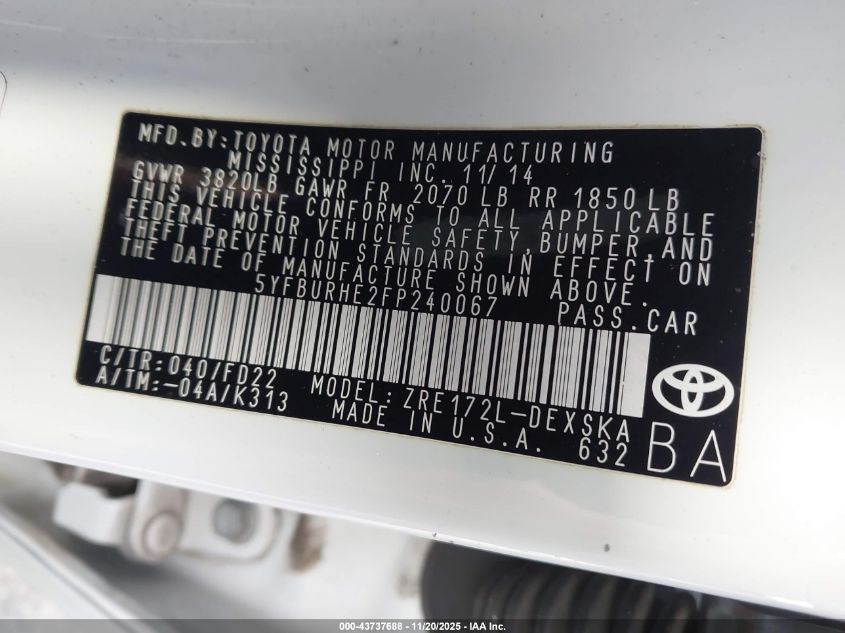 MFD. BY: TOYOTA MOTOR MANUFACTURING
MISSISSIPPI INC. 11/14
GVWR 3820LB GAWR FR 2070 LB RR 1850 LB
THIS VEHICLE CONFORMS TO ALL APPLICABLE
FEDERAL MOTOR VEHICLE SAFETY, BUMPER, AND
THEFT PREVENTION STANDARDS IN EFFECT ON
THE DATE OF MANUFACTURE SHOWN ABOVE.
5YFBURHE2FP240067 PASS. CAR
C/TR: 040/FD22 MODEL: ZRE172L-DEXSKA
A/TM: -04A/K313 MADE IN U.S.A. 632
BA
000-43737688 - 11/20/2025 - IAA Inc.